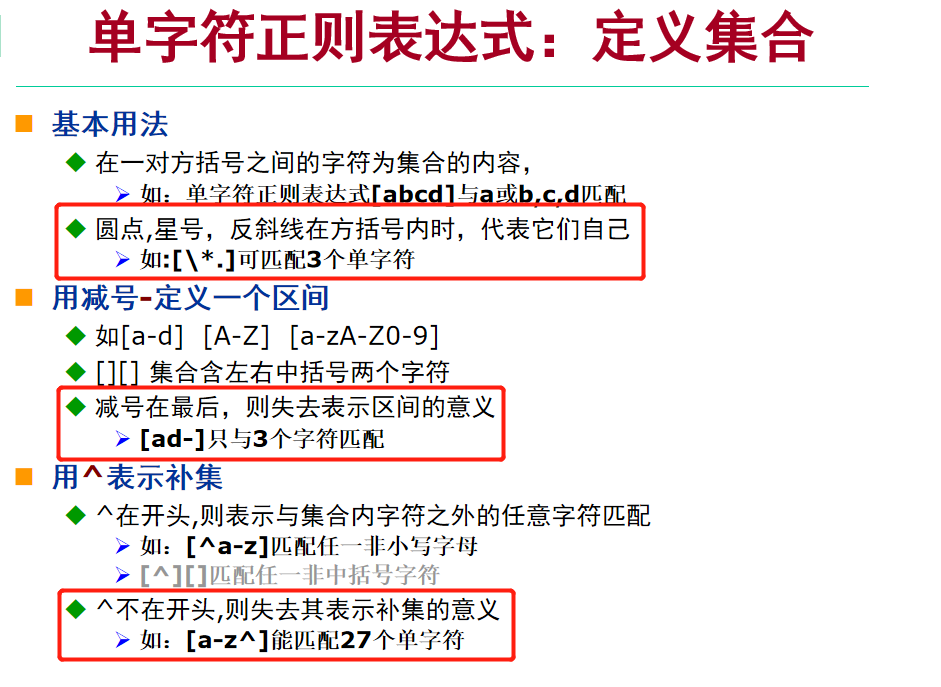 单字符正则表达式：定义集合
基本用法
在一对方括号之间的字符为集合的内容，
如：单字符正则表达式[abcd]与a或b,c,d匹配
圆点,星号，反斜线在方括号内时，代表它们自己
如:[\*.]可匹配3个单字符
用减号-定义一个区间
如[a-d] [A-Z] [a-zA-Z0-9]
[][] 集合含左右中括号两个字符
减号在最后，则失去表示区间的意义
[ad-]只与3个字符匹配
用^表示补集
^在开头,则表示与集合内字符之外的任意字符匹配
如：[^a-z]匹配任一非小写字母
[^][]匹配任一非中括号字符
^不在开头,则失去其表示补集的意义
如：[a-z^]能匹配27个单字符